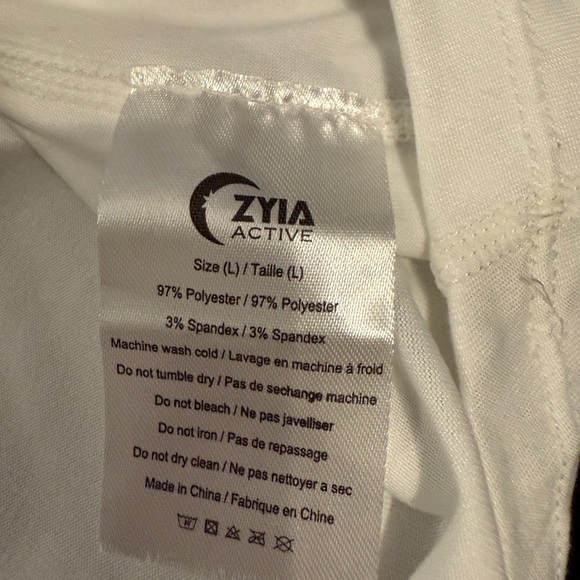 ZYIA
ACTIVE
Size (L) / Taille (L)
97% Polyester / 97% Polyester
3% Spandex / 3% Spandex
Machine wash cold / Lavage en machine à froid
Do not tumble dry / Pas de sechange machine
Do not bleach / Ne pas javelliser
Do not iron / Pas de repassage
Do not dry clean / Ne pas nettoyer a sec
Made in China / Fabrique en Chine